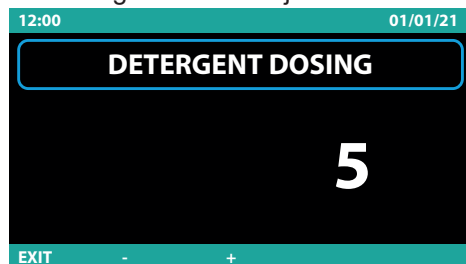 12:00 01/01/21
DETERGENT DOSING
5
EXIT - +